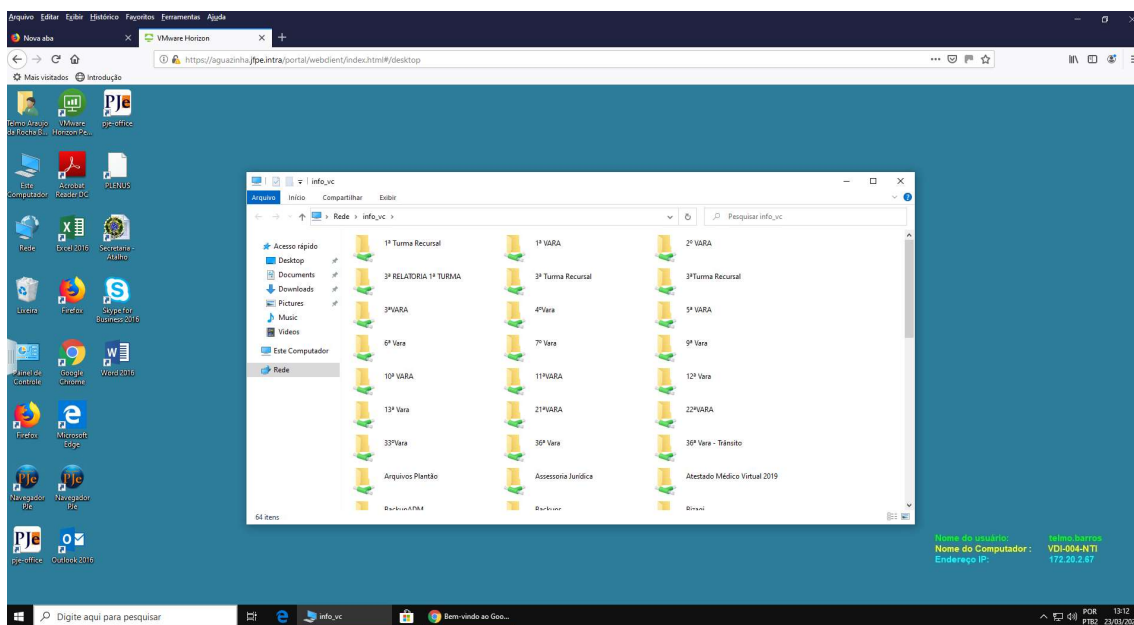 Arquivo Editar Exibir Histórico Favoritos Ferramentas Ajuda
Nova aba
VMware Horizon
https://aguazinha.jfpe.intra/portal/webclient/index.html#/desktop
Mais visitados Introdução
Telmo Araujo da Rocha B...
VMware Horizon Pe...
pje-office
Este Computador
Acrobat Reader DC
PLENUS
Rede
Excel 2016
Secretaria - Atalho
Lixeira
Firefox
Skype for Business 2016
Painel de Controle
Google Chrome
Word 2016
Firefox
Microsoft Edge
Navegador PJe
Navegador PJe
pje-office
Outlook 2016
info_vc
Arquivo Início Compartilhar Exibir
Rede > info_vc >
Pesquisar info_vc
Acesso rápido
Desktop
Documents
Downloads
Pictures
Music
Videos
Este Computador
Rede
1ª Turma Recursal 1ª VARA 2º VARA
3ª RELATORIA 1ª TURMA 3ª Turma Recursal 3ªTurma Recursal
3ªVARA 4ªVara 5ª VARA
6ª Vara 7º Vara 9ª Vara
10ª VARA 11ªVARA 12ª Vara
13ª Vara 21ªVARA 22ªVARA
33ºVara 36ª Vara 36ª Vara - Trânsito
Arquivos Plantão Assessoria Jurídica Atestado Médico Virtual 2019
BackupADM Backups
64 itens
Nome do usuário: telmo.barros
Nome do Computador : VDI-004-NTI
Endereço IP: 172.20.2.67
Digite aqui para pesquisar
info_vc
Bem-vindo ao Goo...
POR 13:12
PTB2